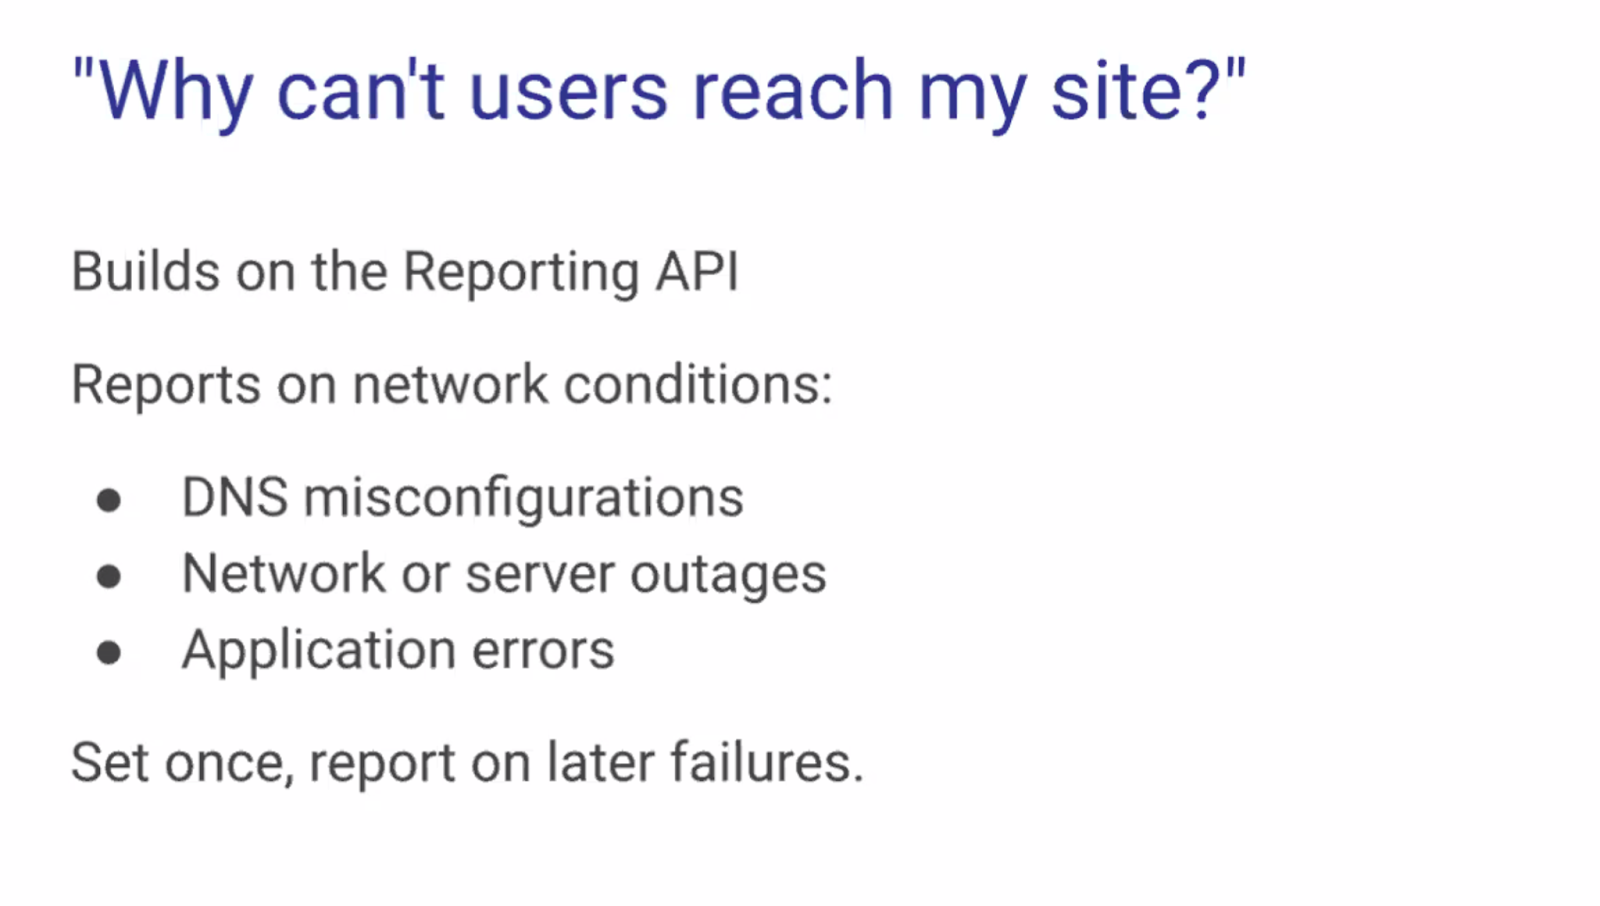 "Why can't users reach my site?"
Builds on the Reporting API
Reports on network conditions:
● DNS misconfigurations
● Network or server outages
● Application errors
Set once, report on later failures.